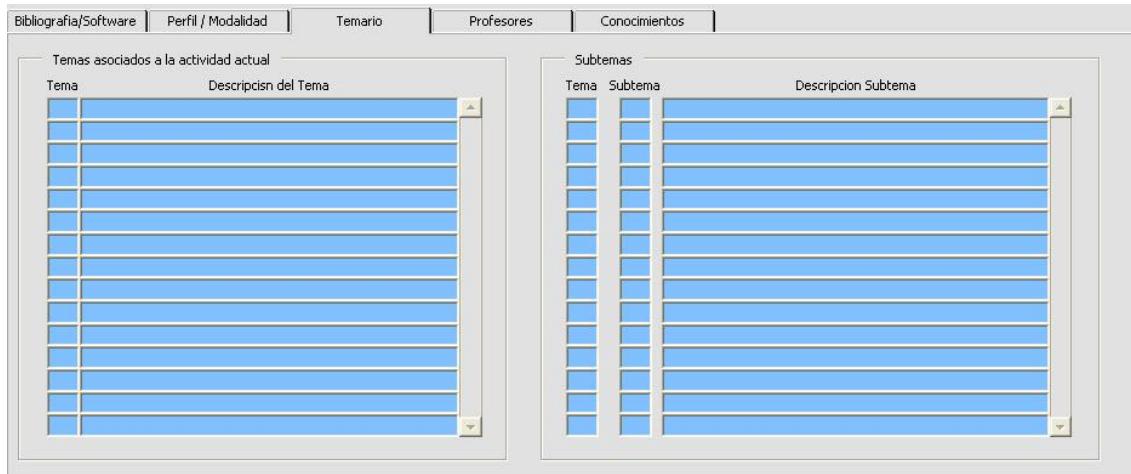 Bibliografia/Software Perfil / Modalidad Temario Profesores Conocimientos
Temas asociados a la actividad actual
Tema Descripcisn del Tema
Subtemas
Tema Subtema Descripcion Subtema